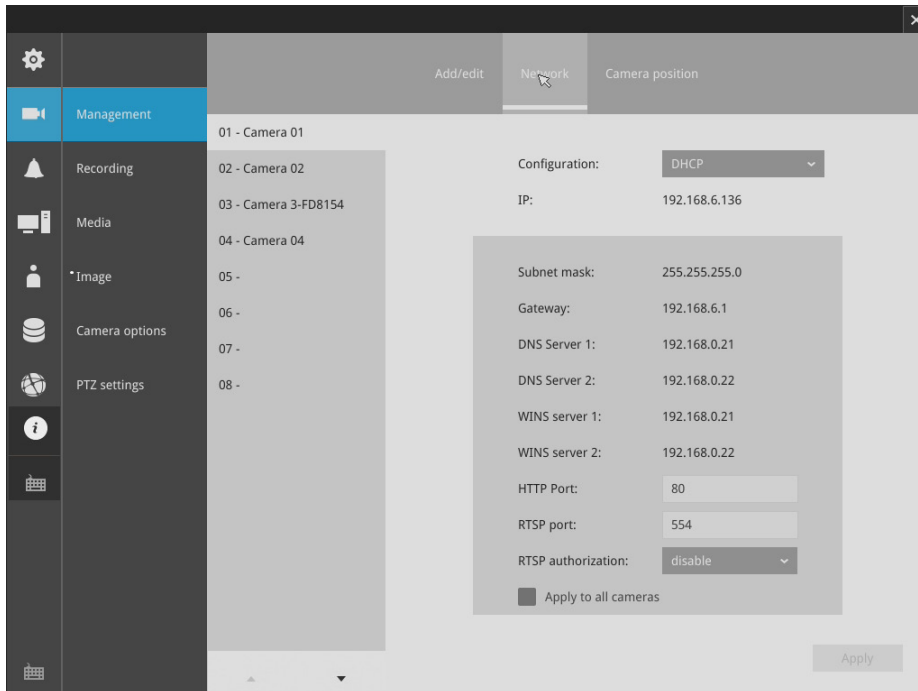 Add/edit Network Camera position
Management
Recording
Media
Image
Camera options
PTZ settings
01 - Camera 01
02 - Camera 02
03 - Camera 3-FD8154
04 - Camera 04
05 -
06 -
07 -
08 -
Configuration: DHCP
IP: 192.168.6.136
Subnet mask: 255.255.255.0
Gateway: 192.168.6.1
DNS Server 1: 192.168.0.21
DNS Server 2: 192.168.0.22
WINS server 1: 192.168.0.21
WINS server 2: 192.168.0.22
HTTP Port: 80
RTSP port: 554
RTSP authorization: disable
Apply to all cameras
Apply